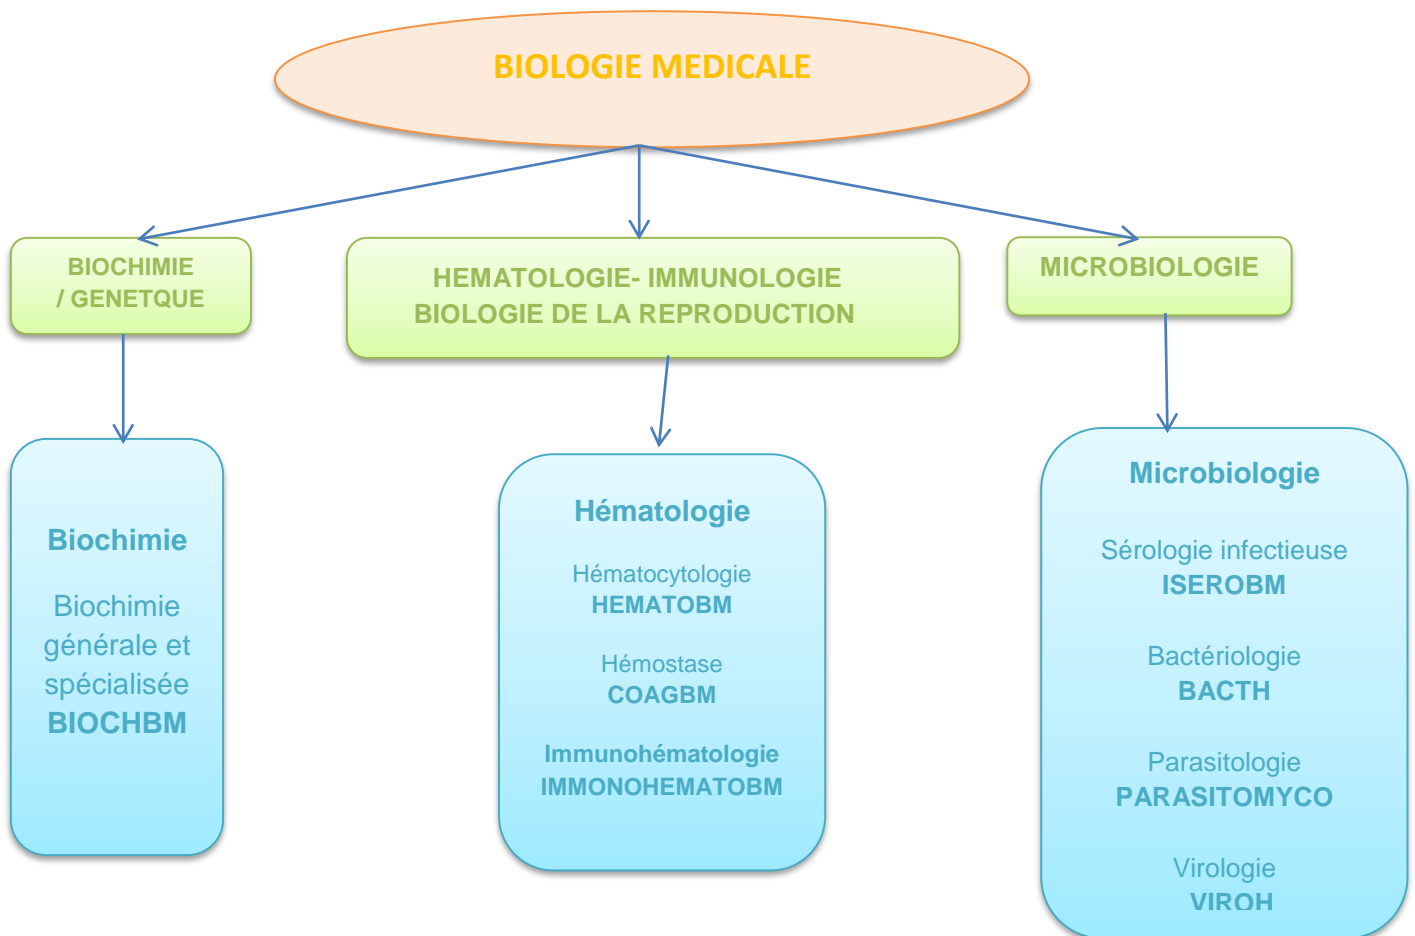 BIOLOGIE MEDICALE
BIOCHIMIE
/ GENETQUE
HEMATOLOGIE- IMMUNOLOGIE
BIOLOGIE DE LA REPRODUCTION
MICROBIOLOGIE
Biochimie
Biochimie
générale et
spécialisée
BIOCHBM
Hématologie
Hématocytologie
HEMATOBM
Hémostase
COAGBM
Immunohématologie
IMMONOHEMATOBM
Microbiologie
Sérologie infectieuse
ISEROBM
Bactériologie
BACTH
Parasitologie
PARASITOMYCO
Virologie
VIROH